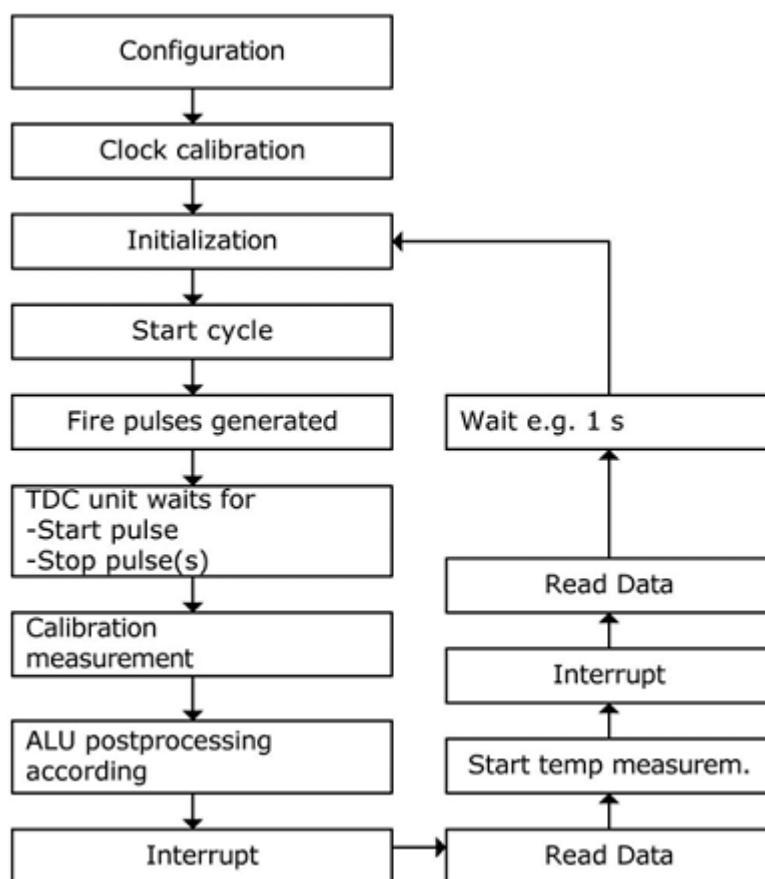 Configuration
Clock calibration
Initialization
Start cycle
Fire pulses generated
TDC unit waits for
-Start pulse
-Stop pulse(s)
Calibration
measurement
ALU postprocessing
according
Interrupt
Read Data
Start temp measurem.
Interrupt
Read Data
Wait e.g. 1 s